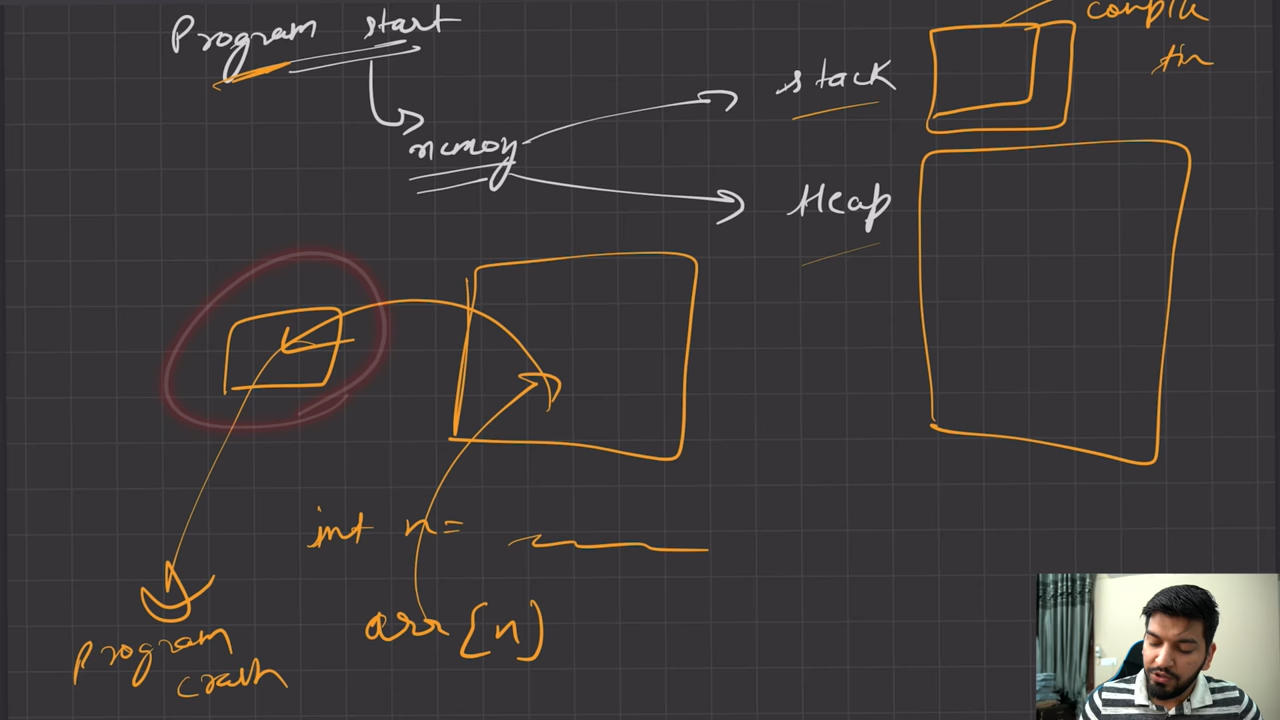 Program start
memory
stack
Heap
int n=
arr[n]
Program
crash